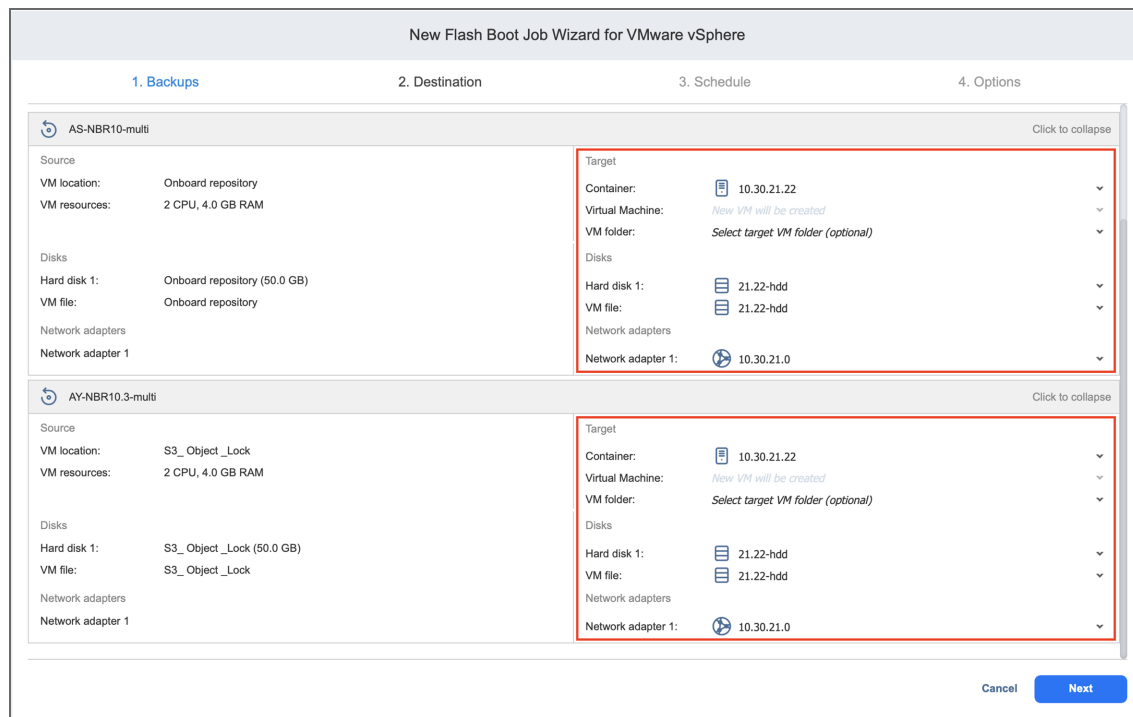 New Flash Boot Job Wizard for VMware vSphere
1. Backups
2. Destination
3. Schedule
4. Options
AS-NBR10-multi
Click to collapse
Source
VM location: Onboard repository
VM resources: 2 CPU, 4.0 GB RAM
Disks
Hard disk 1: Onboard repository (50.0 GB)
VM file: Onboard repository
Network adapters
Network adapter 1
Target
Container: 10.30.21.22
Virtual Machine: New VM will be created
VM folder: Select target VM folder (optional)
Disks
Hard disk 1: 21.22-hdd
VM file: 21.22-hdd
Network adapters
Network adapter 1: 10.30.21.0
AY-NBR10.3-multi
Click to collapse
Source
VM location: S3_ Object _Lock
VM resources: 2 CPU, 4.0 GB RAM
Disks
Hard disk 1: S3_ Object _Lock (50.0 GB)
VM file: S3_ Object _Lock
Network adapters
Network adapter 1
Target
Container: 10.30.21.22
Virtual Machine: New VM will be created
VM folder: Select target VM folder (optional)
Disks
Hard disk 1: 21.22-hdd
VM file: 21.22-hdd
Network adapters
Network adapter 1: 10.30.21.0
Cancel
Next